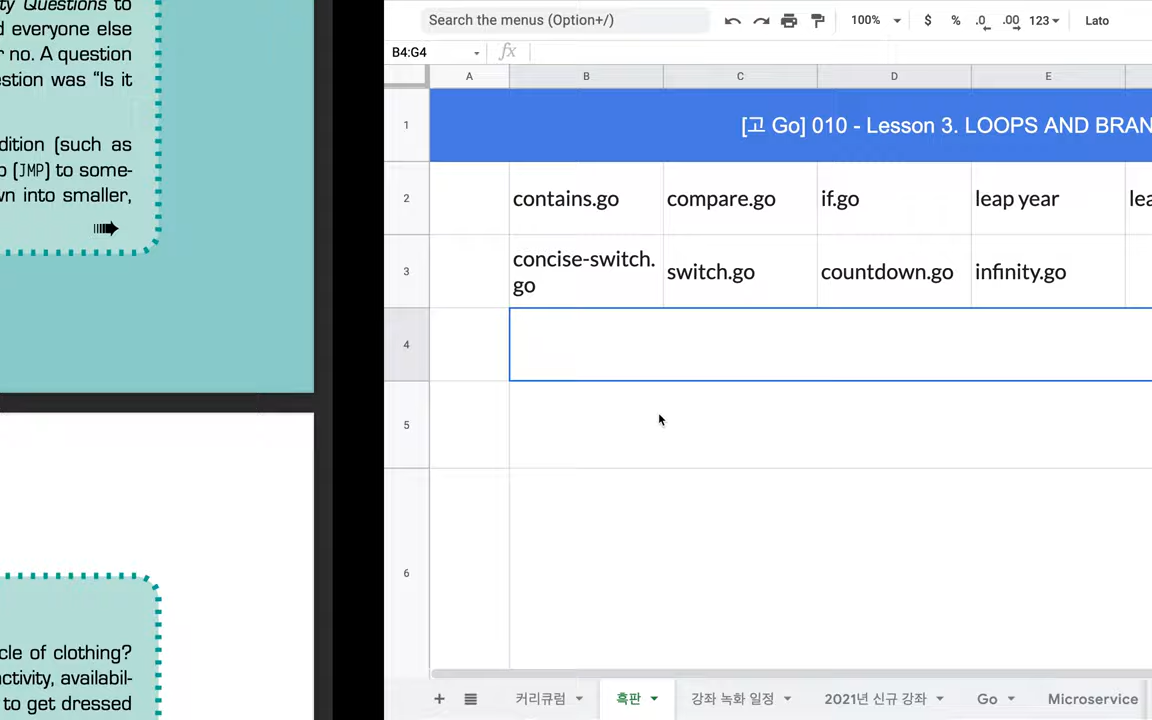 ty Questions to
d everyone else
r no. A question
estion was “Is it
dition (such as
p (JMP) to some-
wn into smaller,
cle of clothing?
activity, availabil-
to get dressed
Search the menus (Option+/)
100%
$ % .0 .00 123
Lato
B4:G4
fx
A B C D E
1
[고 Go] 010 - Lesson 3. LOOPS AND BRAN
2 contains.go compare.go if.go leap year lea
3 concise-switch.
go switch.go countdown.go infinity.go
4
5
6
+ 커리큘럼 흑판 강좌 녹화 일정 2021년 신규 강좌 Go Microservice